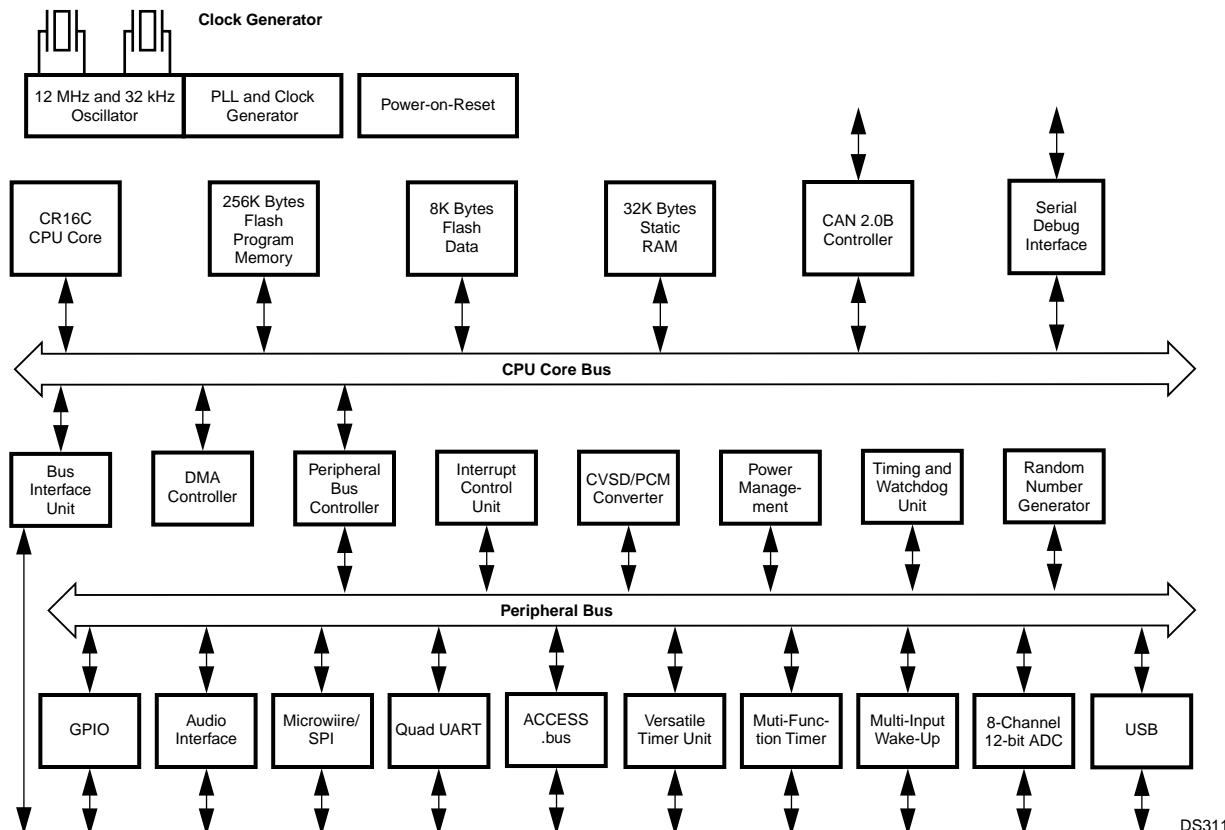 Clock Generator
12 MHz and 32 kHz
Oscillator
PLL and Clock
Generator
Power-on-Reset
CR16C
CPU Core
256K Bytes
Flash
Program
Memory
8K Bytes
Flash
Data
32K Bytes
Static
RAM
CAN 2.0B
Controller
Serial
Debug
Interface
CPU Core Bus
Bus
Interface
Unit
DMA
Controller
Peripheral
Bus
Controller
Interrupt
Control
Unit
CVSD/PCM
Converter
Power
Manage-
ment
Timing and
Watchdog
Unit
Random
Number
Generator
Peripheral Bus
GPIO
Audio
Interface
Microwiire/
SPI
Quad UART
ACCESS
.bus
Versatile
Timer Unit
Muti-Func-
tion Timer
Multi-Input
Wake-Up
8-Channel
12-bit ADC
USB
DS311